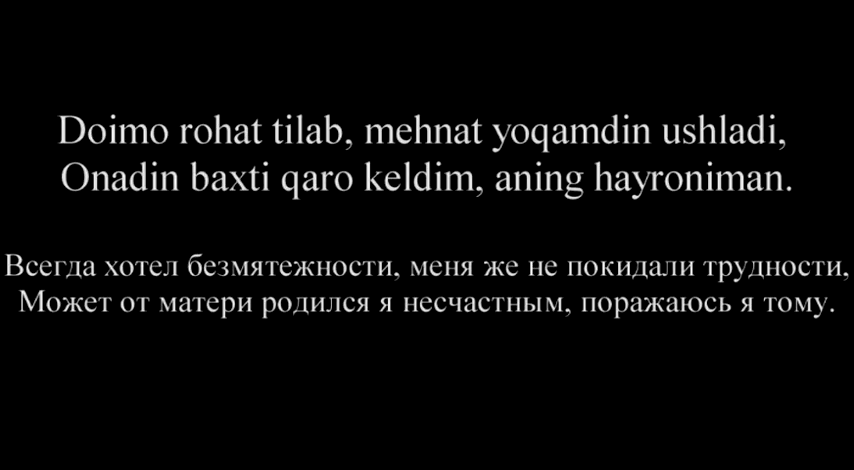 Doimo rohat tilab, mehnat yoqamdin ushladi,
Onadin baxti qaro keldim, aning hayroniman.
Всегда хотел безмятежности, меня же не покидали трудности,
Может от матери родился я несчастным, поражаюсь я тому.